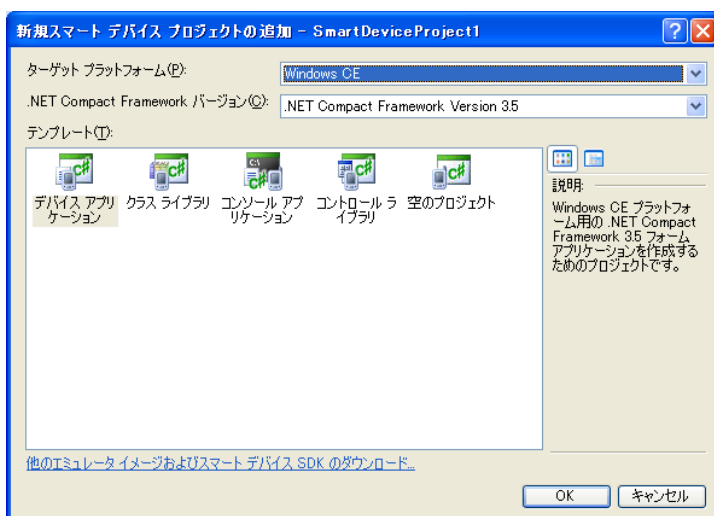 新規スマート デバイス プロジェクトの追加 - SmartDeviceProject1
ターゲット プラットフォーム(P):
Windows CE
.NET Compact Framework バージョン(C):
.NET Compact Framework Version 3.5
テンプレート(T):
デバイス アプリ
ケーション
クラス ライブラリ
コンソール アプ
リケーション
コントロール ラ
イブラリ
空のプロジェクト
説明:
Windows CE プラットフォ
ーム用の .NET Compact
Framework 3.5 フォーム
アプリケーションを作成する
ためのプロジェクトです。
他のエミュレータ イメージおよびスマート デバイス SDK のダウンロード...
OK
キャンセル